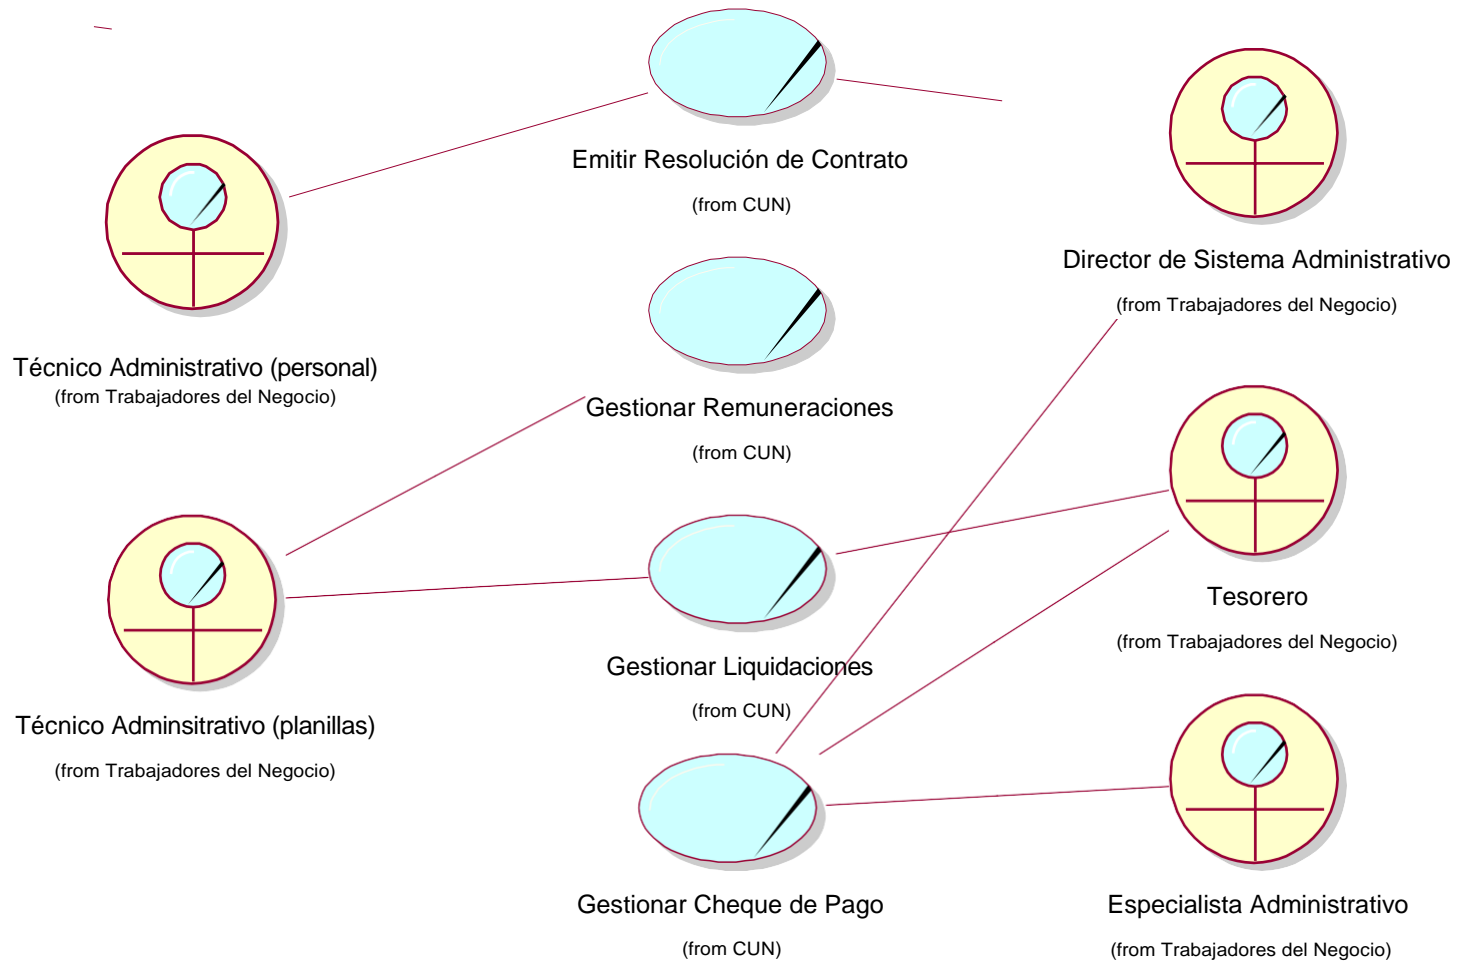 Emitir Resolución de Contrato
(from CUN)
Director de Sistema Administrativo
(from Trabajadores del Negocio)
Técnico Administrativo (personal)
(from Trabajadores del Negocio)
Gestionar Remuneraciones
(from CUN)
Tesorero
(from Trabajadores del Negocio)
Gestionar Liquidaciones
(from CUN)
Técnico Adminsitrativo (planillas)
(from Trabajadores del Negocio)
Gestionar Cheque de Pago
(from CUN)
Especialista Administrativo
(from Trabajadores del Negocio)